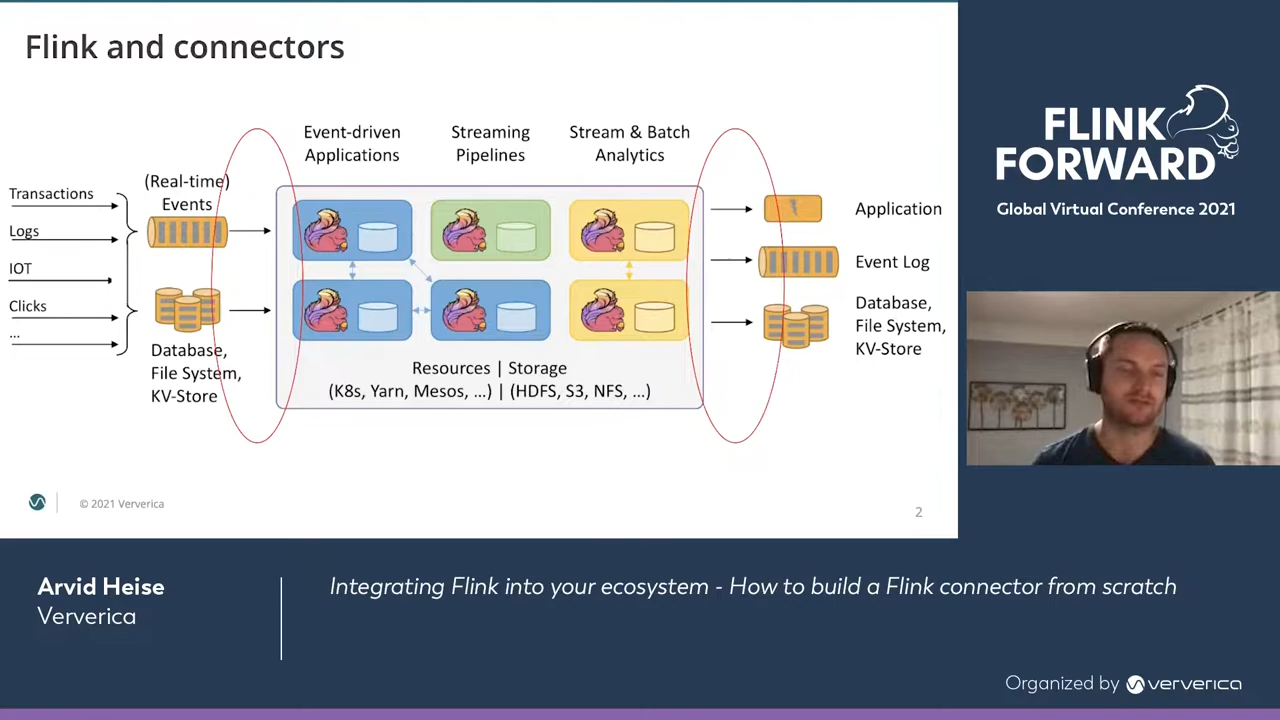 Flink and connectors
Event-driven
Applications
Streaming
Pipelines
Stream & Batch
Analytics
(Real-time)
Events
Transactions
Logs
IOT
Clicks
...
Database,
File System,
KV-Store
Resources | Storage
(K8s, Yarn, Mesos, ...) | (HDFS, S3, NFS, ...)
Application
Event Log
Database,
File System,
KV-Store
© 2021 Ververica
2
FLINK
FORWARD
Global Virtual Conference 2021
Arvid Heise
Ververica
Integrating Flink into your ecosystem - How to build a Flink connector from scratch
Organized by ververica